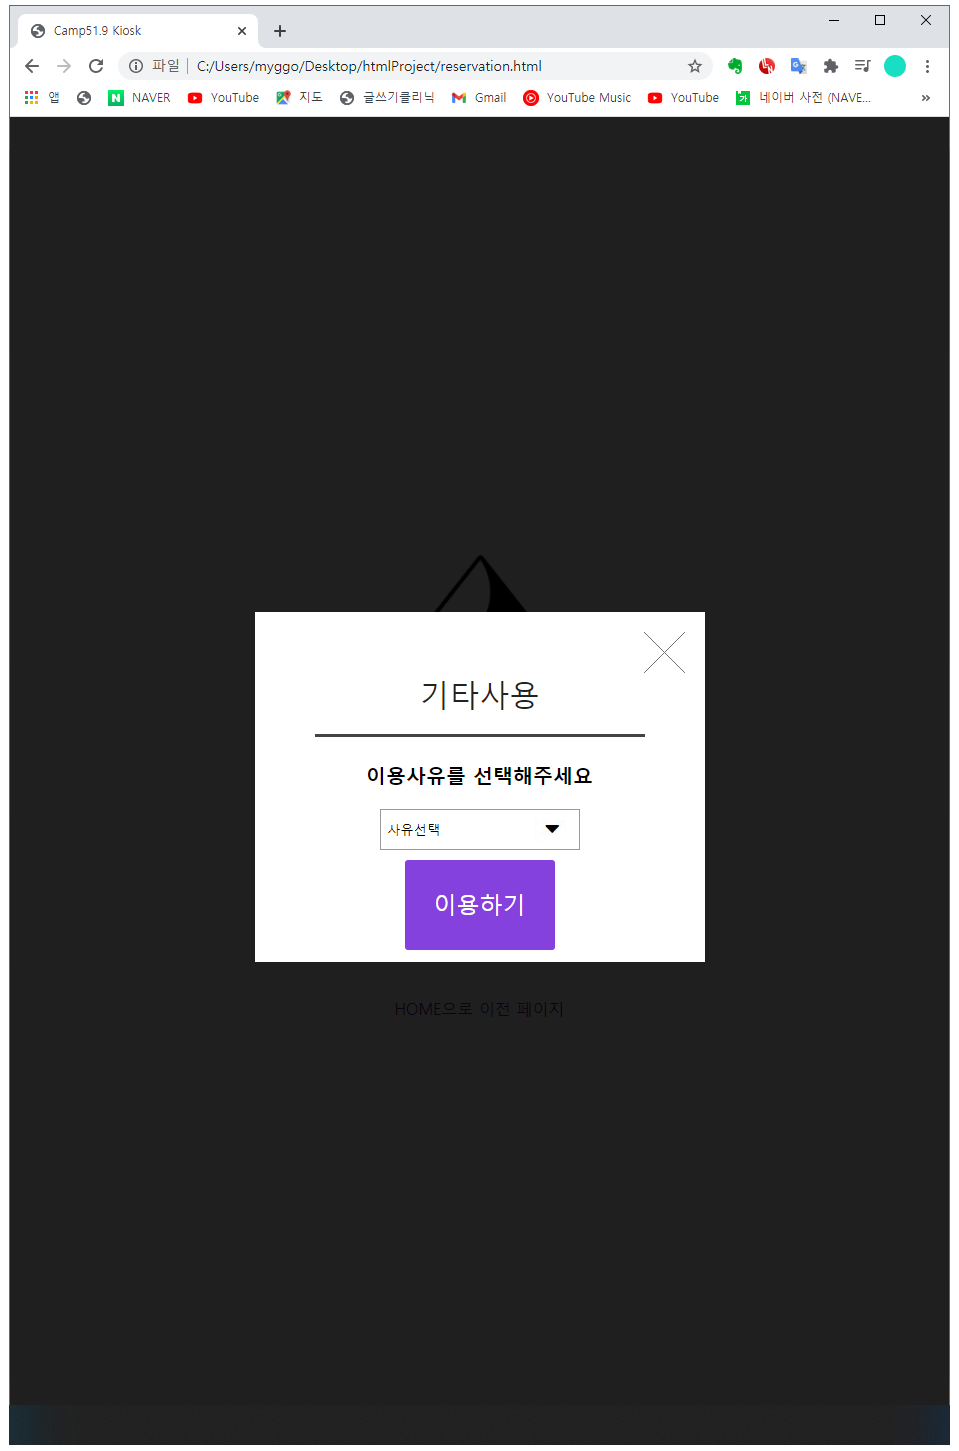 Camp51.9 Kiosk
파일 C:/Users/myggo/Desktop/htmlProject/reservation.html
앱 NAVER YouTube 지도 글쓰기클리닉 Gmail YouTube Music YouTube 네이버 사전 (NAVE...
기타사용
이용사유를 선택해주세요
사유선택
이용하기
HOME으로 이전 페이지